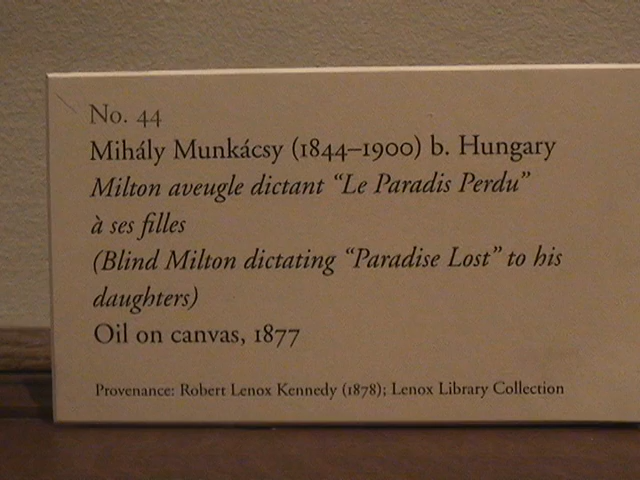 No. 44
Mihály Munkácsy (1844–1900) b. Hungary
Milton aveugle dictant “Le Paradis Perdu”
à ses filles
(Blind Milton dictating “Paradise Lost” to his
daughters)
Oil on canvas, 1877
Provenance: Robert Lenox Kennedy (1878); Lenox Library Collection